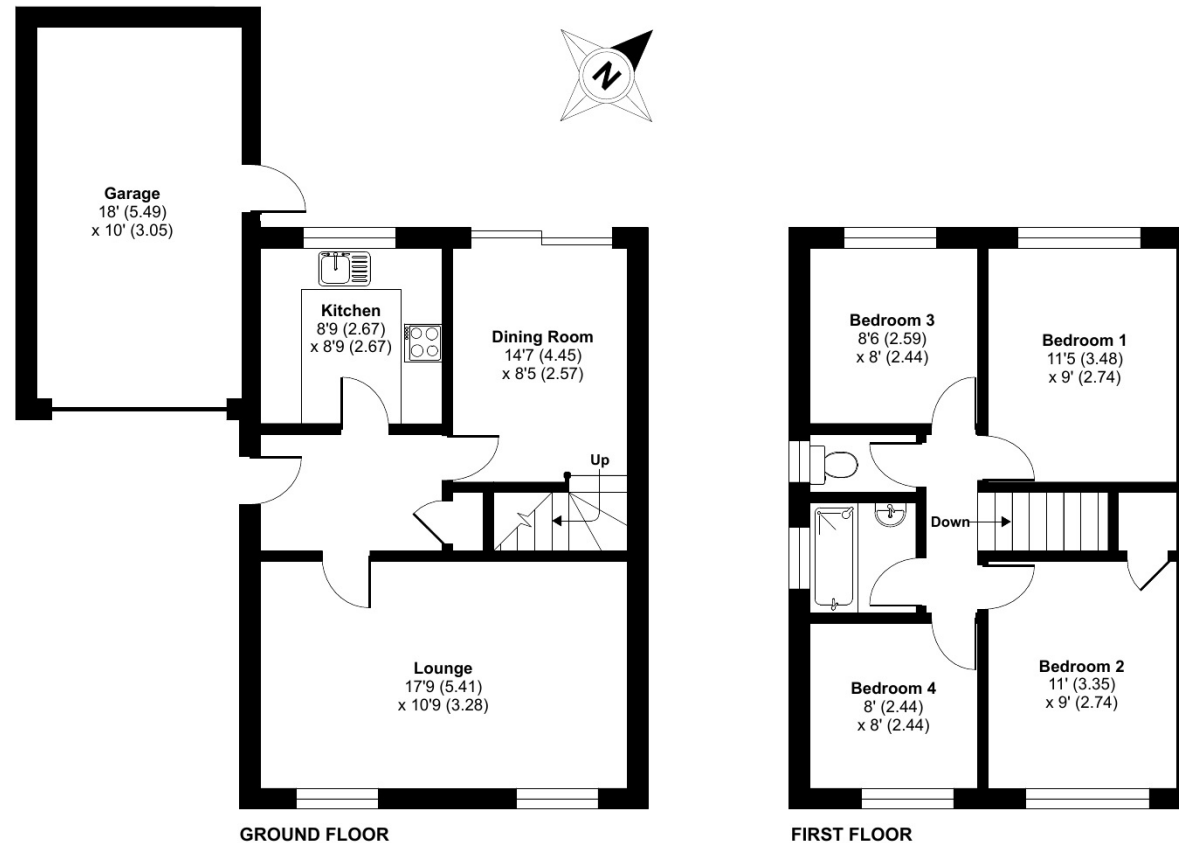 N
Garage
18' (5.49)
x 10' (3.05)
Kitchen
8'9 (2.67)
x 8'9 (2.67)
Dining Room
14'7 (4.45)
x 8'5 (2.57)
Up
Lounge
17'9 (5.41)
x 10'9 (3.28)
GROUND FLOOR
Bedroom 3
8'6 (2.59)
x 8' (2.44)
Bedroom 1
11'5 (3.48)
x 9' (2.74)
Down
Bedroom 4
8' (2.44)
x 8' (2.44)
Bedroom 2
11' (3.35)
x 9' (2.74)
FIRST FLOOR